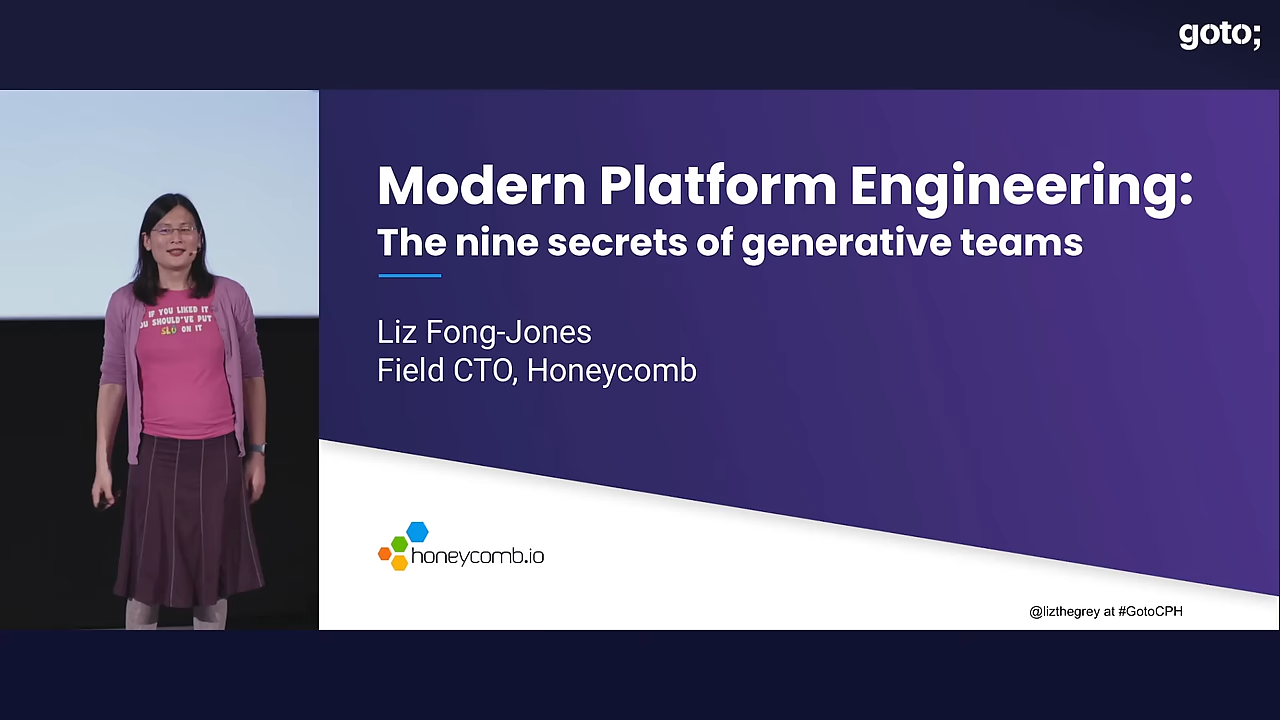 goto;
Modern Platform Engineering:
The nine secrets of generative teams
Liz Fong-Jones
Field CTO, Honeycomb
IF YOU LIKED IT
OU SHOULD'VE PUT
SLO ON IT
honeycomb.io
@lizthegrey at #GotoCPH